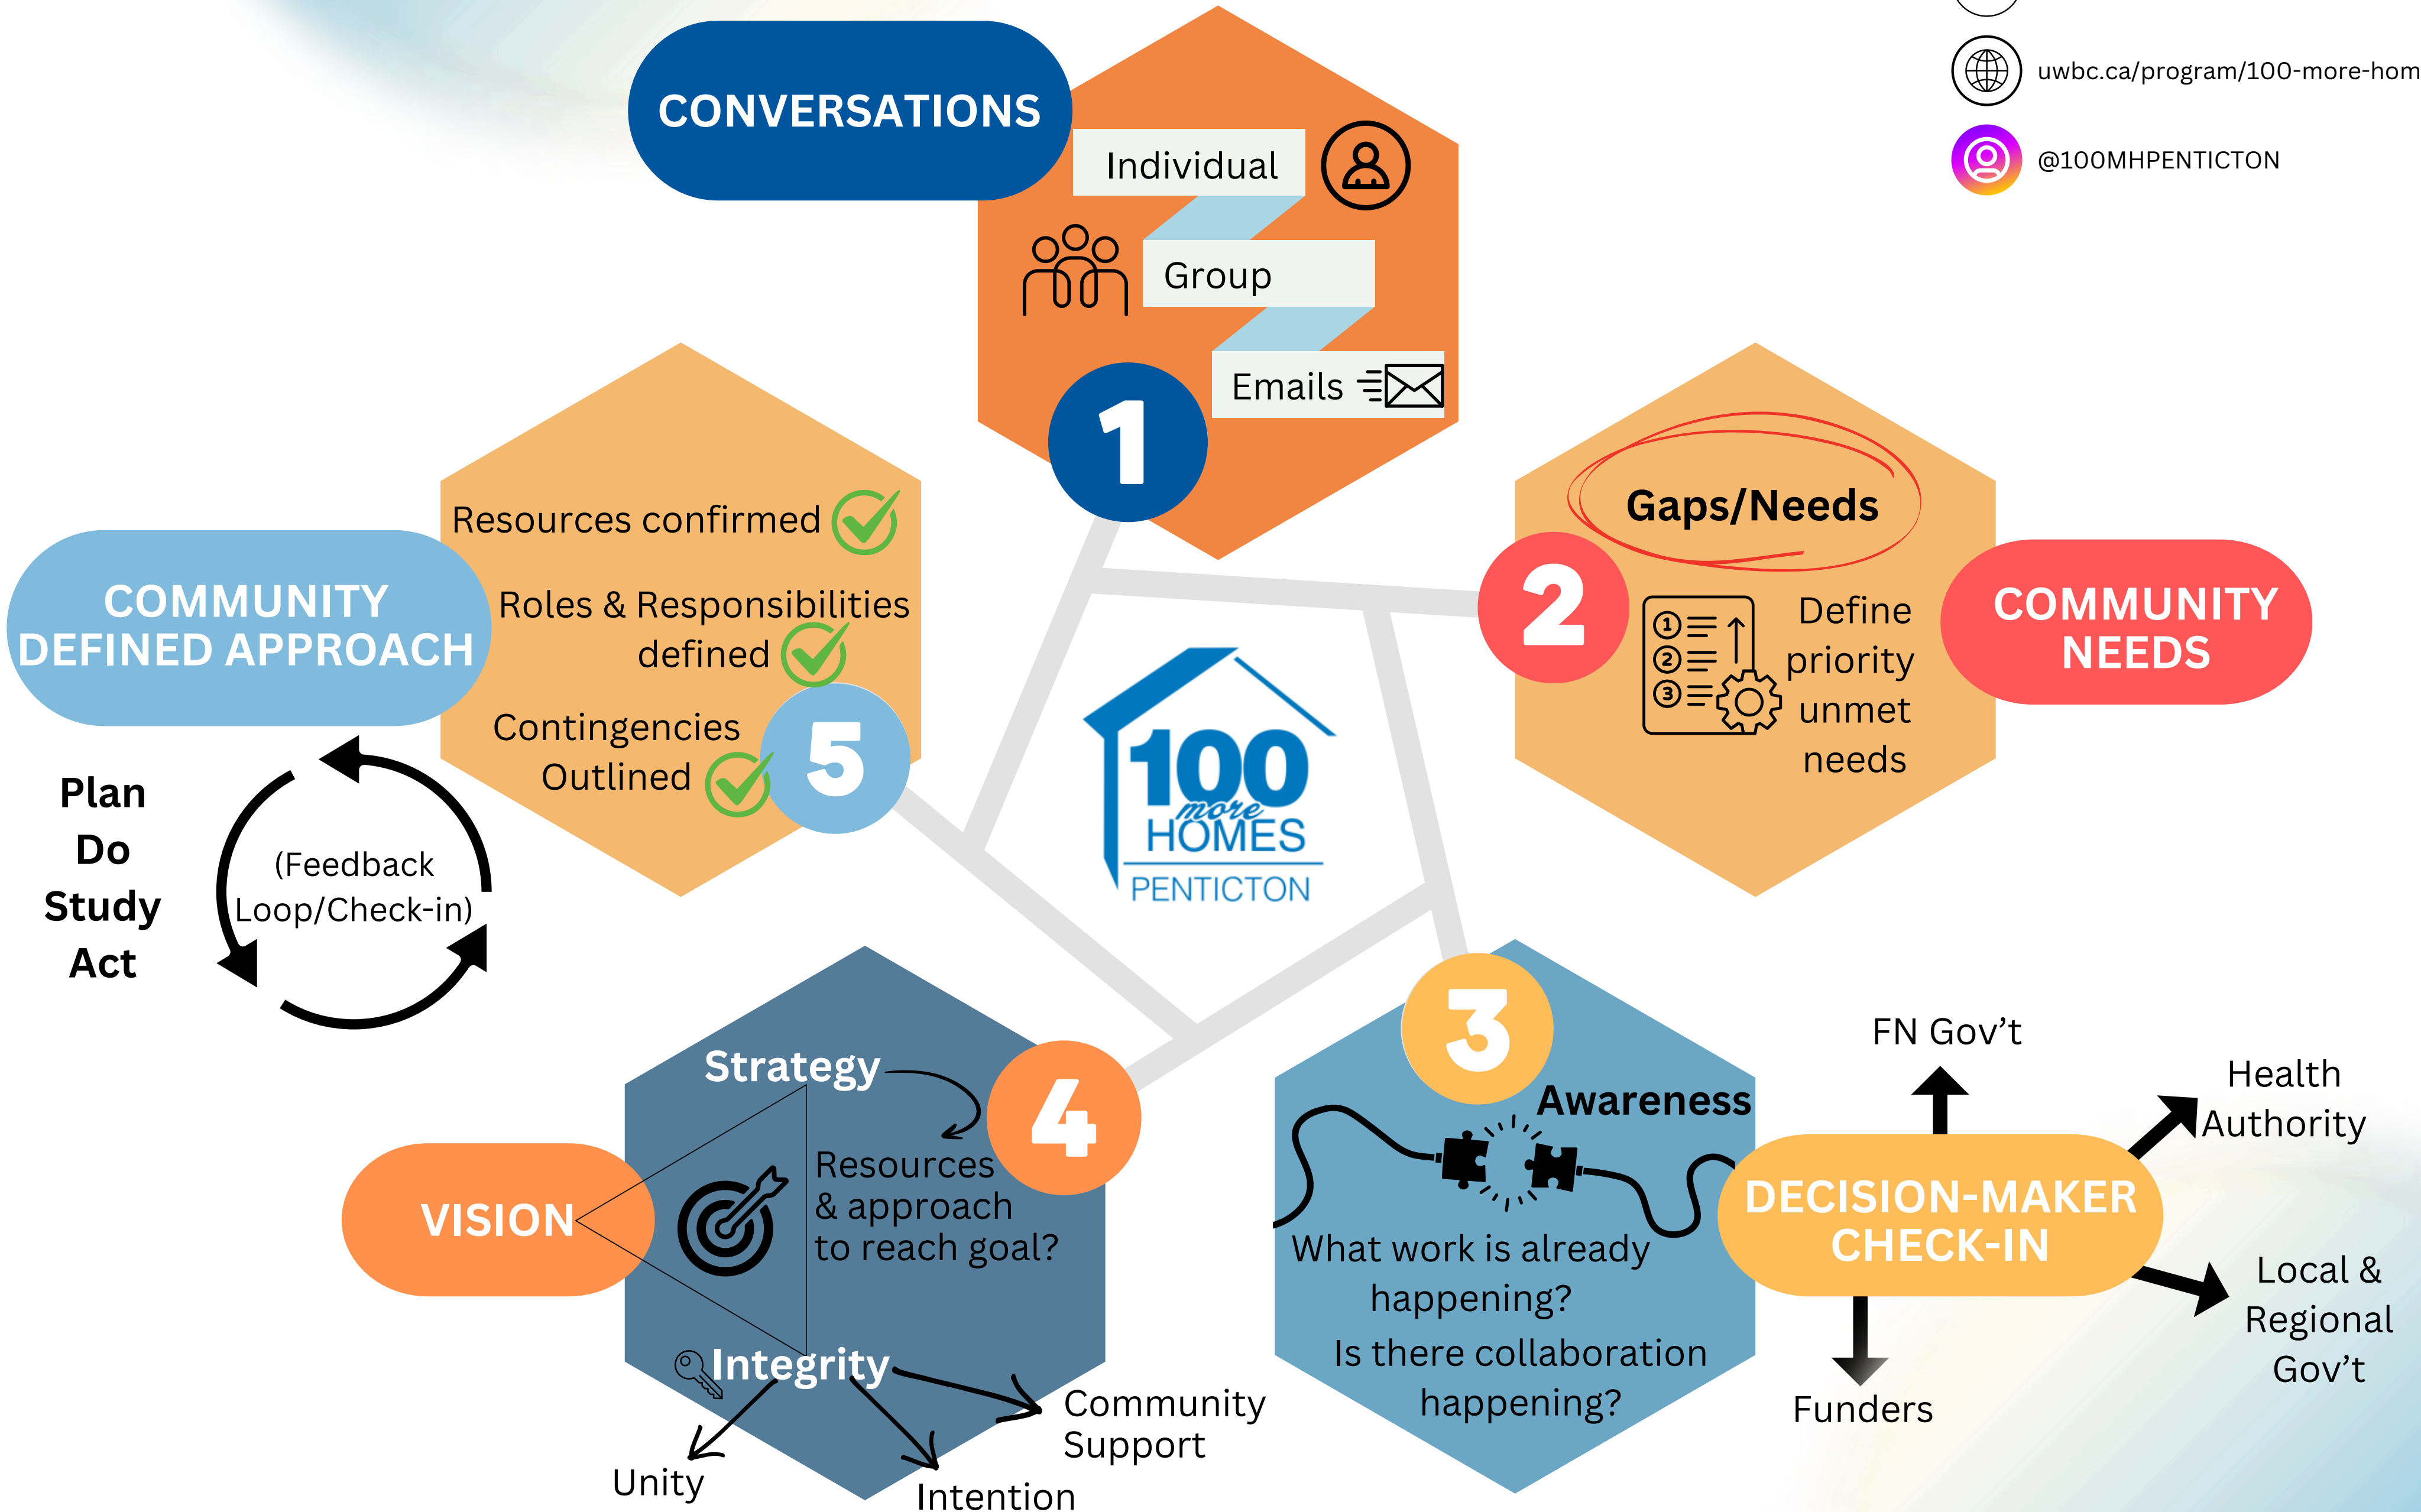 uwbc.ca/program/100-more-hom
@100MHPENTICTON
CONVERSATIONS
Individual
Group
Emails
1
Gaps/Needs
2
Define
priority
unmet
needs
1
2
3
COMMUNITY
NEEDS
3
Awareness
What work is already
happening?
Is there collaboration
happening?
DECISION-MAKER
CHECK-IN
FN Gov’t
Health
Authority
Local &
Regional
Gov’t
Funders
4
VISION
Strategy
Resources
& approach
to reach goal?
Integrity
Unity
Intention
Community
Support
5
COMMUNITY
DEFINED APPROACH
Resources confirmed
Roles & Responsibilities
defined
Contingencies
Outlined
Plan
Do
Study
Act
(Feedback
Loop/Check-in)
100
more
HOMES
PENTICTON